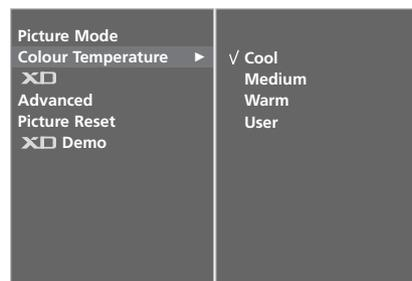 Picture Mode
Colour Temperature ►
XD
Advanced
Picture Reset
XD Demo
√ Cool
Medium
Warm
User